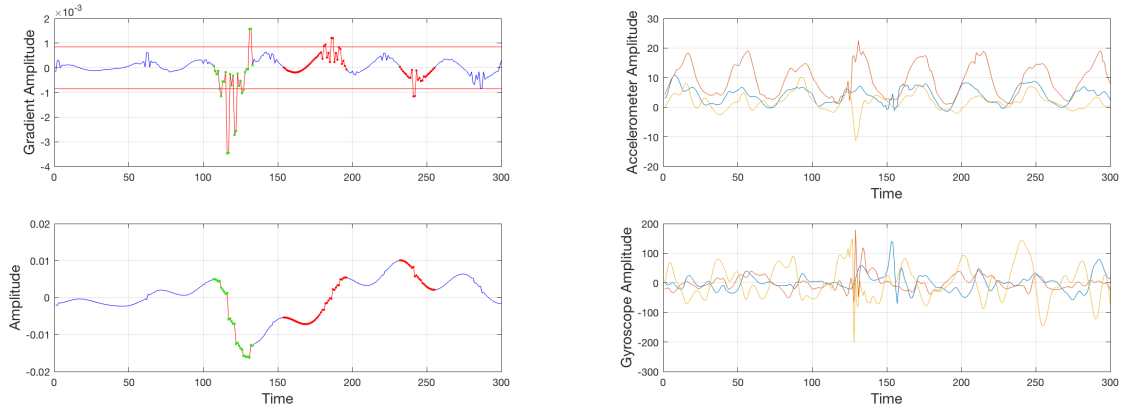 ×10⁻³
Gradient Amplitude
2
1
0
-1
-2
-3
-4
0 50 100 150 200 250 300
Amplitude
0.02
0.01
0
-0.01
-0.02
0 50 100 150 200 250 300
Time
Accelerometer Amplitude
30
20
10
0
-10
-20
0 50 100 150 200 250 300
Time
Gyroscope Amplitude
200
100
0
-100
-200
-300
0 50 100 150 200 250 300
Time